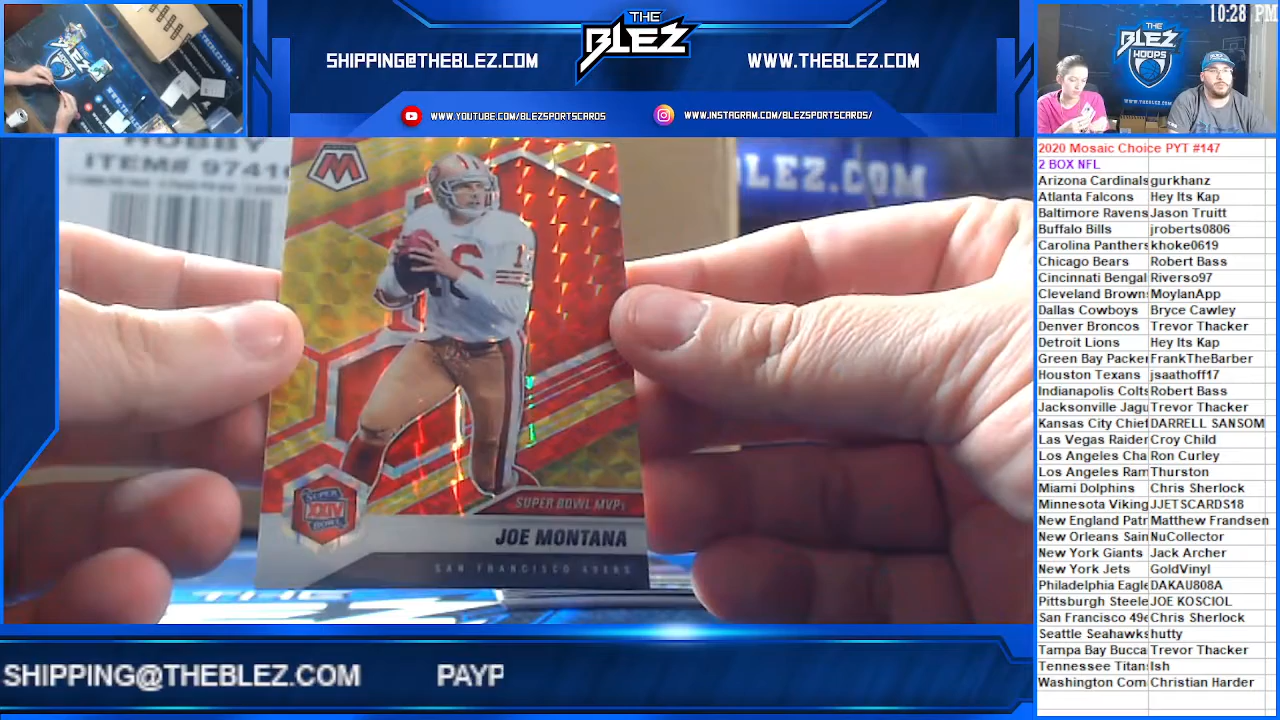 THE
BLEZ
SHIPPING@THEBLEZ.COM
WWW.THEBLEZ.COM
WWW.YOUTUBE.COM/BLEZSPORTSCARDS
WWW.INSTAGRAM.COM/BLEZSPORTSCARDS/
10:28 PM
THE
BLEZ
HOOPS
HOBBY
ITEM# 97410
BLEZ.COM
M
16
SUPER
XXIV
BOWL
SUPER BOWL MVPs
JOE MONTANA
SAN FRANCISCO 49ERS
2020 Mosaic Choice PYT #147
2 BOX NFL
Arizona Cardinals gurkhanz
Atlanta Falcons Hey Its Kap
Baltimore Ravens Jason Truitt
Buffalo Bills jroberts0806
Carolina Panthers khoke0619
Chicago Bears Robert Bass
Cincinnati Bengal Riverso97
Cleveland Browns MoylanApp
Dallas Cowboys Bryce Cawley
Denver Broncos Trevor Thacker
Detroit Lions Hey Its Kap
Green Bay Packer FrankTheBarber
Houston Texans jsaathoff17
Indianapolis Colts Robert Bass
Jacksonville Jagu Trevor Thacker
Kansas City Chief DARRELL SANSOM
Las Vegas Raider Croy Child
Los Angeles Cha Ron Curley
Los Angeles Ram Thurston
Miami Dolphins Chris Sherlock
Minnesota Viking JJETSCARDS18
New England Patr Matthew Frandsen
New Orleans Sain NuCollector
New York Giants Jack Archer
New York Jets GoldVinyl
Philadelphia Eagle DAKAU808A
Pittsburgh Steele JOE KOSCIOL
San Francisco 49e Chris Sherlock
Seattle Seahawks hutty
Tampa Bay Bucca Trevor Thacker
Tennessee Titans Ish
Washington Com Christian Harder
SHIPPING@THEBLEZ.COM PAYP